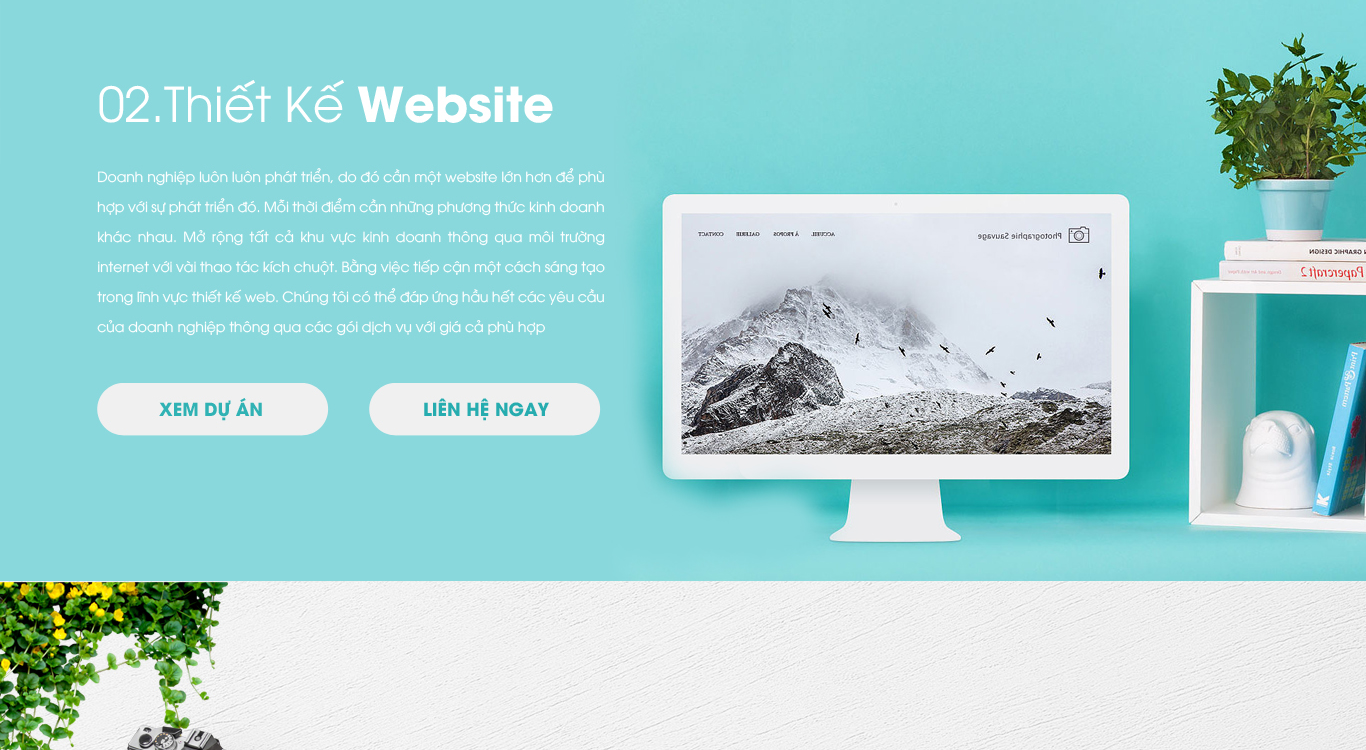 02.Thiết Kế Website
Doanh nghiệp luôn luôn phát triển, do đó cần một website lớn hơn để phù
hợp với sự phát triển đó. Mỗi thời điểm cần những phương thức kinh doanh
khác nhau. Mở rộng tất cả khu vực kinh doanh thông qua môi trường
internet với vài thao tác kích chuột. Bằng việc tiếp cận một cách sáng tạo
trong lĩnh vực thiết kế web. Chúng tôi có thể đáp ứng hầu hết các yêu cầu
của doanh nghiệp thông qua các gói dịch vụ với giá cả phù hợp
XEM DỰ ÁN
LIÊN HỆ NGAY
CONTACT
GALERIE
À PROPOS
ACCUEIL
Photographie Sauvage
GRAPHIC DESIGN
Papercraft 2